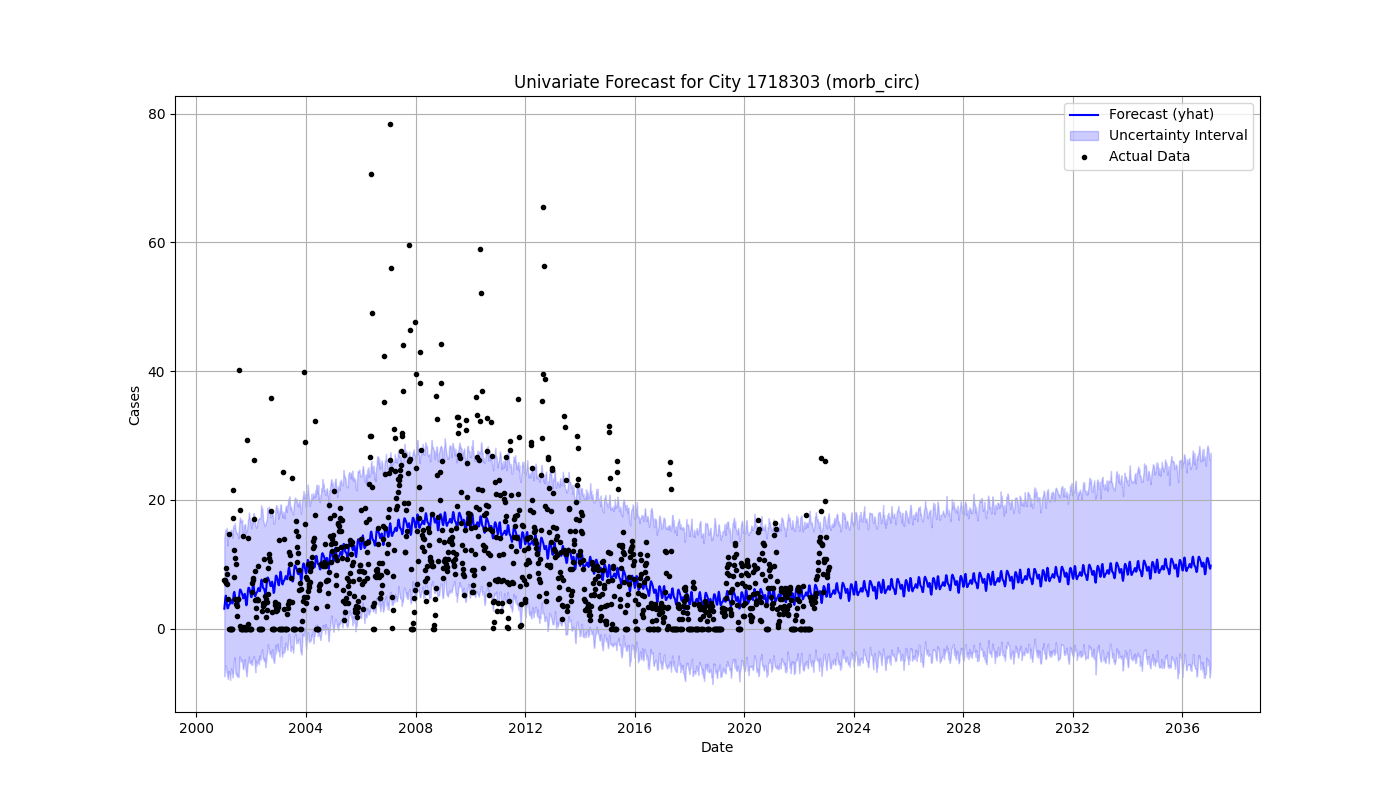 Univariate Forecast for City 1718303 (morb_circ)
Forecast (yhat)
Uncertainty Interval
Actual Data
80
60
40
20
0
Cases
2000
2004
2008
2012
2016
2020
2024
2028
2032
2036
Date